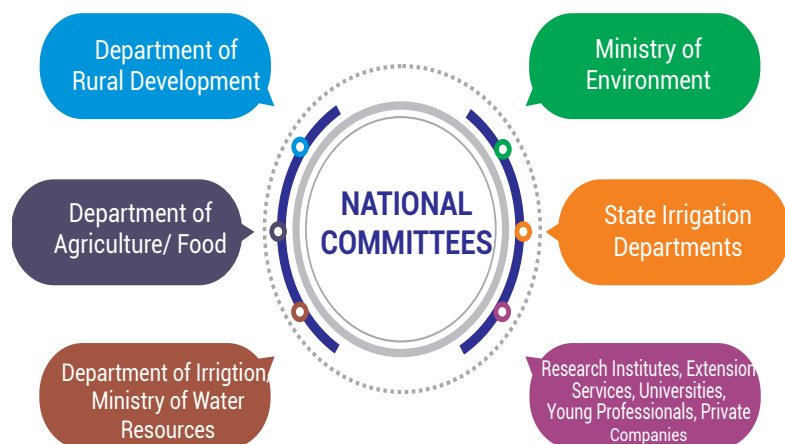 Department of
Rural Development
Ministry of
Environment
Department of
Agriculture/ Food
NATIONAL
COMMITTEES
State Irrigation
Departments
Department of Irrigtion,
Ministry of Water
Resources
Research Institutes, Extension
Services, Universities,
Young Professionals, Private
Companies